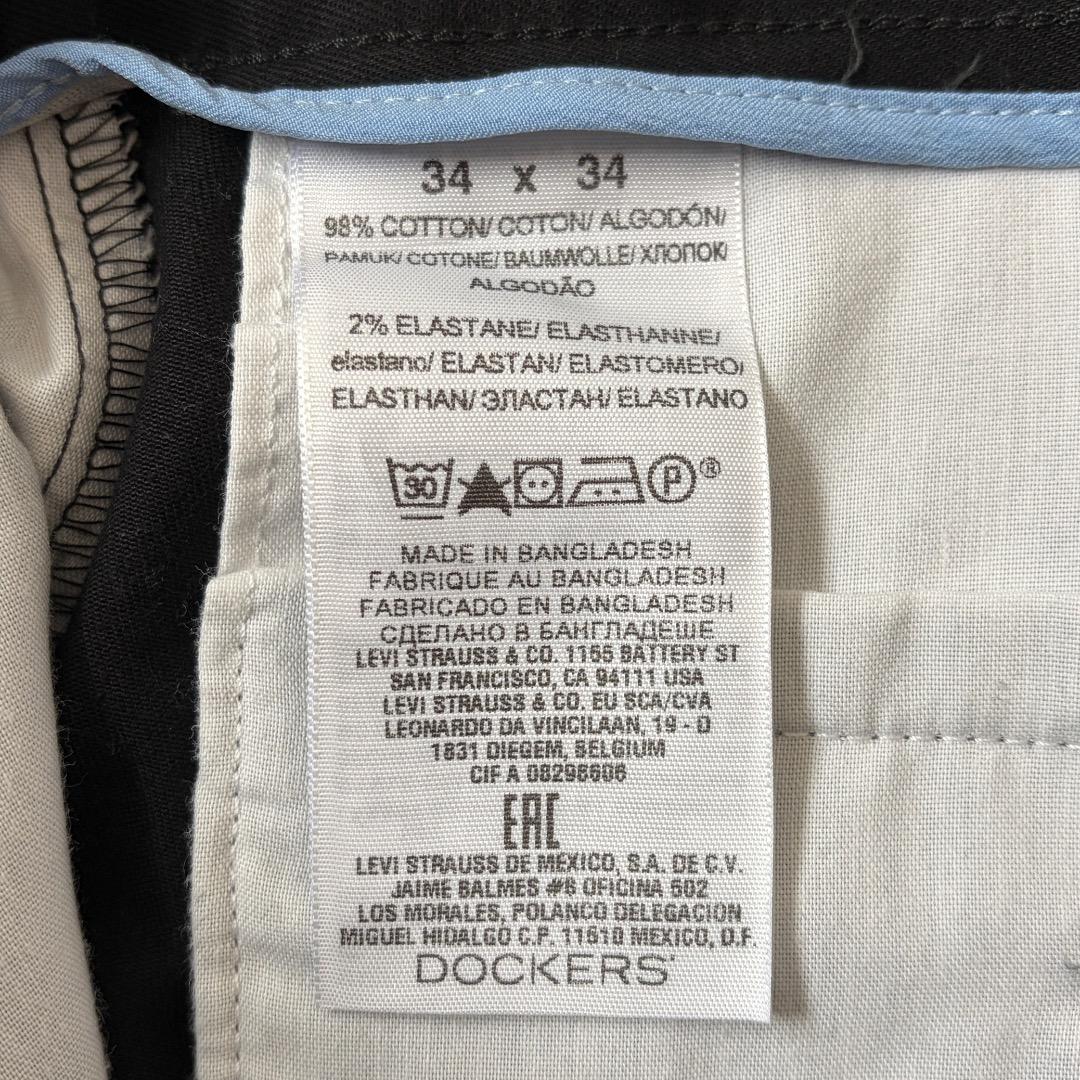 34 x 34
98% COTTON/ COTON/ ALGODÓN/
PAMUK/ COTONE/ BAUMWOLLE/ ХЛОПОК/
ALGODÃO
2% ELASTANE/ ELASTHANNE/
elastano/ ELASTAN/ ELASTOMERO/
ELASTHAN/ ЭЛАСТАН/ ELASTANO
30 P ®
MADE IN BANGLADESH
FABRIQUE AU BANGLADESH
FABRICADO EN BANGLADESH
СДЕЛАНО В БАНГЛАДЕШЕ
LEVI STRAUSS & CO. 1155 BATTERY ST
SAN FRANCISCO, CA 94111 USA
LEVI STRAUSS & CO. EU SCA/CVA
LEONARDO DA VINCILAAN, 19 - D
1831 DIEGEM, BELGIUM
CIF A 08298606
EAC
LEVI STRAUSS DE MEXICO, S.A. DE C.V.
JAIME BALMES #8 OFICINA 602
LOS MORALES, POLANCO DELEGACION
MIGUEL HIDALGO C.P. 11510 MEXICO, D.F.
DOCKERS